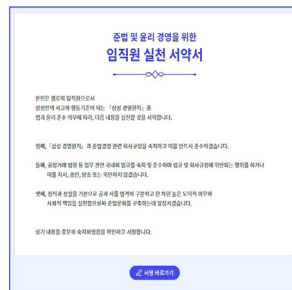 준법 및 윤리 경영을 위한
임직원 실천 서약서
본인은 멜로페 임직원으로서
삼성인의 사고와 행동기준이 되는 「삼성 경영원칙」 중
법과 윤리 준수 의무에 따라, 다음 내용을 실천할 것을 서약합니다.
첫째, 「삼성 경영원칙」과 준법경영 관련 회사규정을 숙지하고 이를 반드시 준수하겠습니다.
둘째, 공정거래 법령 등 업무 관련 국내외 법규를 숙지 및 준수하며 법규 및 회사규정에 위반되는 행위를 하거나
이를 지시, 승인, 방조 또는 묵인하지 않겠습니다.
셋째, 정직과 성실을 기본으로 공과 사를 엄격히 구분하고 한 차원 높은 도덕적 의무와
사회적 책임을 실천함으로써 준법문화를 구축하는데 앞장서겠습니다.
상기 내용을 충분히 숙지하였음을 확인하고 서명합니다.
서명 바로가기